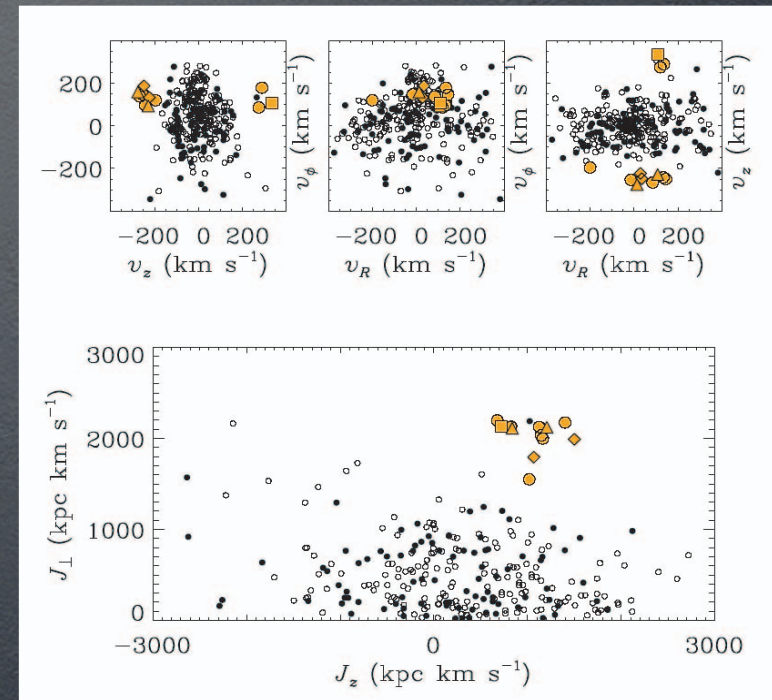 200
0
−200
−200 0 200
v_z (km s⁻¹)
v_ϕ (km s⁻¹)
−200 0 200
v_R (km s⁻¹)
v_ϕ (km s⁻¹)
−200 0 200
v_R (km s⁻¹)
v_z (km s⁻¹)
3000
2000
1000
0
J_⊥ (kpc km s⁻¹)
−3000 0 3000
J_z (kpc km s⁻¹)